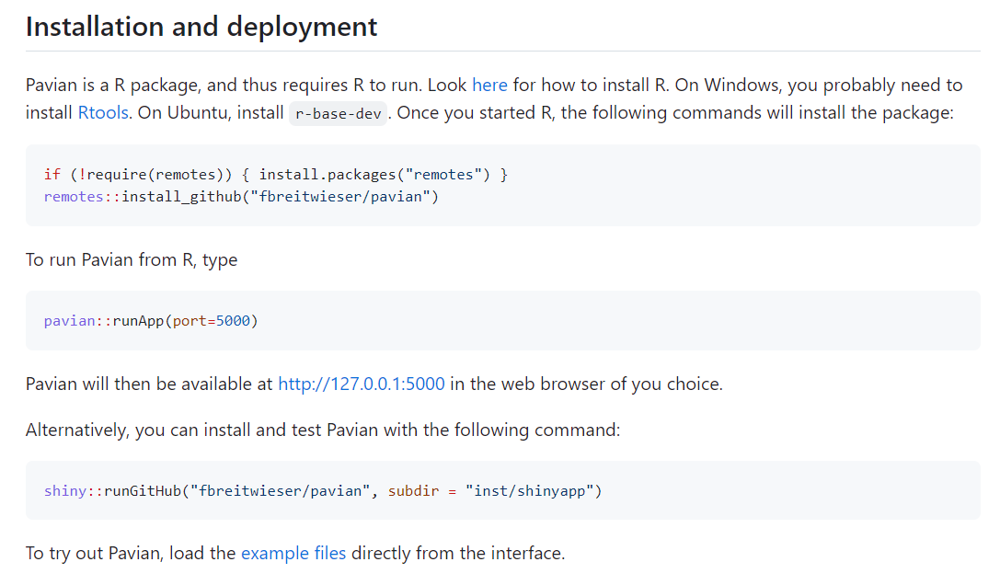 Installation and deployment
Pavian is a R package, and thus requires R to run. Look here for how to install R. On Windows, you probably need to
install Rtools. On Ubuntu, install r-base-dev. Once you started R, the following commands will install the package:
if (!require(remotes)) { install.packages("remotes") }
remotes::install_github("fbreitwieser/pavian")
To run Pavian from R, type
pavian::runApp(port=5000)
Pavian will then be available at http://127.0.0.1:5000 in the web browser of you choice.
Alternatively, you can install and test Pavian with the following command:
shiny::runGitHub("fbreitwieser/pavian", subdir = "inst/shinyapp")
To try out Pavian, load the example files directly from the interface.